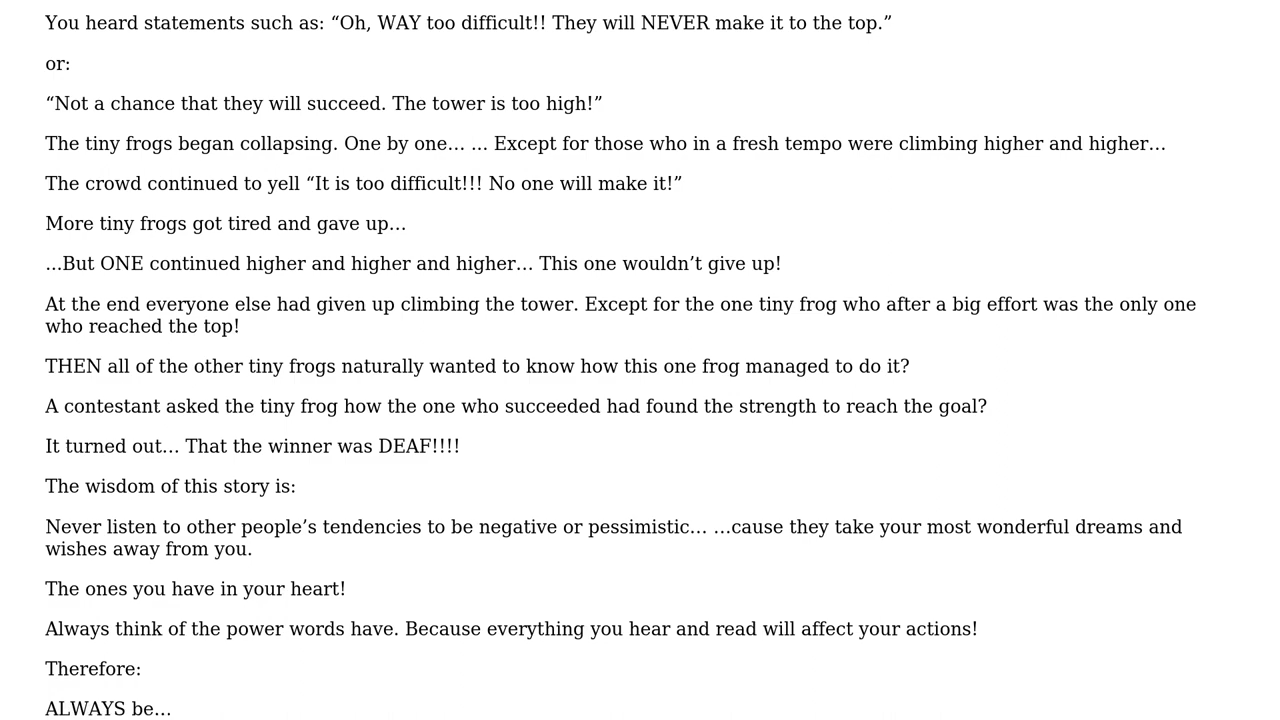 You heard statements such as: “Oh, WAY too difficult!! They will NEVER make it to the top.”
or:
“Not a chance that they will succeed. The tower is too high!”
The tiny frogs began collapsing. One by one… … Except for those who in a fresh tempo were climbing higher and higher…
The crowd continued to yell “It is too difficult!!! No one will make it!”
More tiny frogs got tired and gave up…
…But ONE continued higher and higher and higher… This one wouldn’t give up!
At the end everyone else had given up climbing the tower. Except for the one tiny frog who after a big effort was the only one
who reached the top!
THEN all of the other tiny frogs naturally wanted to know how this one frog managed to do it?
A contestant asked the tiny frog how the one who succeeded had found the strength to reach the goal?
It turned out… That the winner was DEAF!!!!
The wisdom of this story is:
Never listen to other people’s tendencies to be negative or pessimistic… …cause they take your most wonderful dreams and
wishes away from you.
The ones you have in your heart!
Always think of the power words have. Because everything you hear and read will affect your actions!
Therefore:
ALWAYS be…